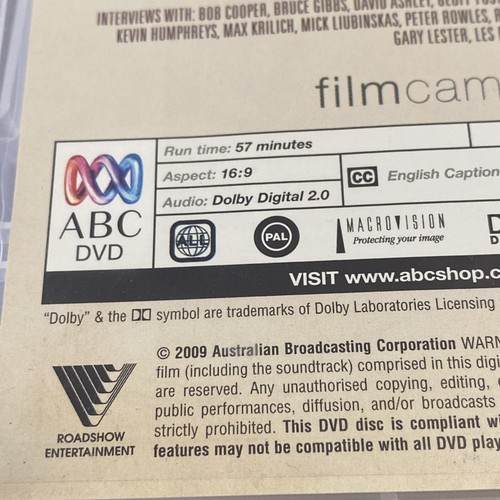 INTERVIEWS WITH: BOB COOPER, BRUCE GIBBS, DAVID ASHLEY,
KEVIN HUMPHREYS, MAX KRILICH, MICK LIUBINSKAS, PETER ROWLES,
GARY LESTER, LES
filmcam
Run time: 57 minutes
Aspect: 16:9
Audio: Dolby Digital 2.0
CC English Caption
ABC
DVD
ALL
PAL
MACROVISION
Protecting your image
VISIT www.abcshop.c
"Dolby" & the DD symbol are trademarks of Dolby Laboratories Licensing
© 2009 Australian Broadcasting Corporation WARN
film (including the soundtrack) comprised in this digi
are reserved. Any unauthorised copying, editing,
public performances, diffusion, and/or broadcasts
strictly prohibited. This DVD disc is compliant wi
features may not be compatible with all DVD play
ROADSHOW
ENTERTAINMENT